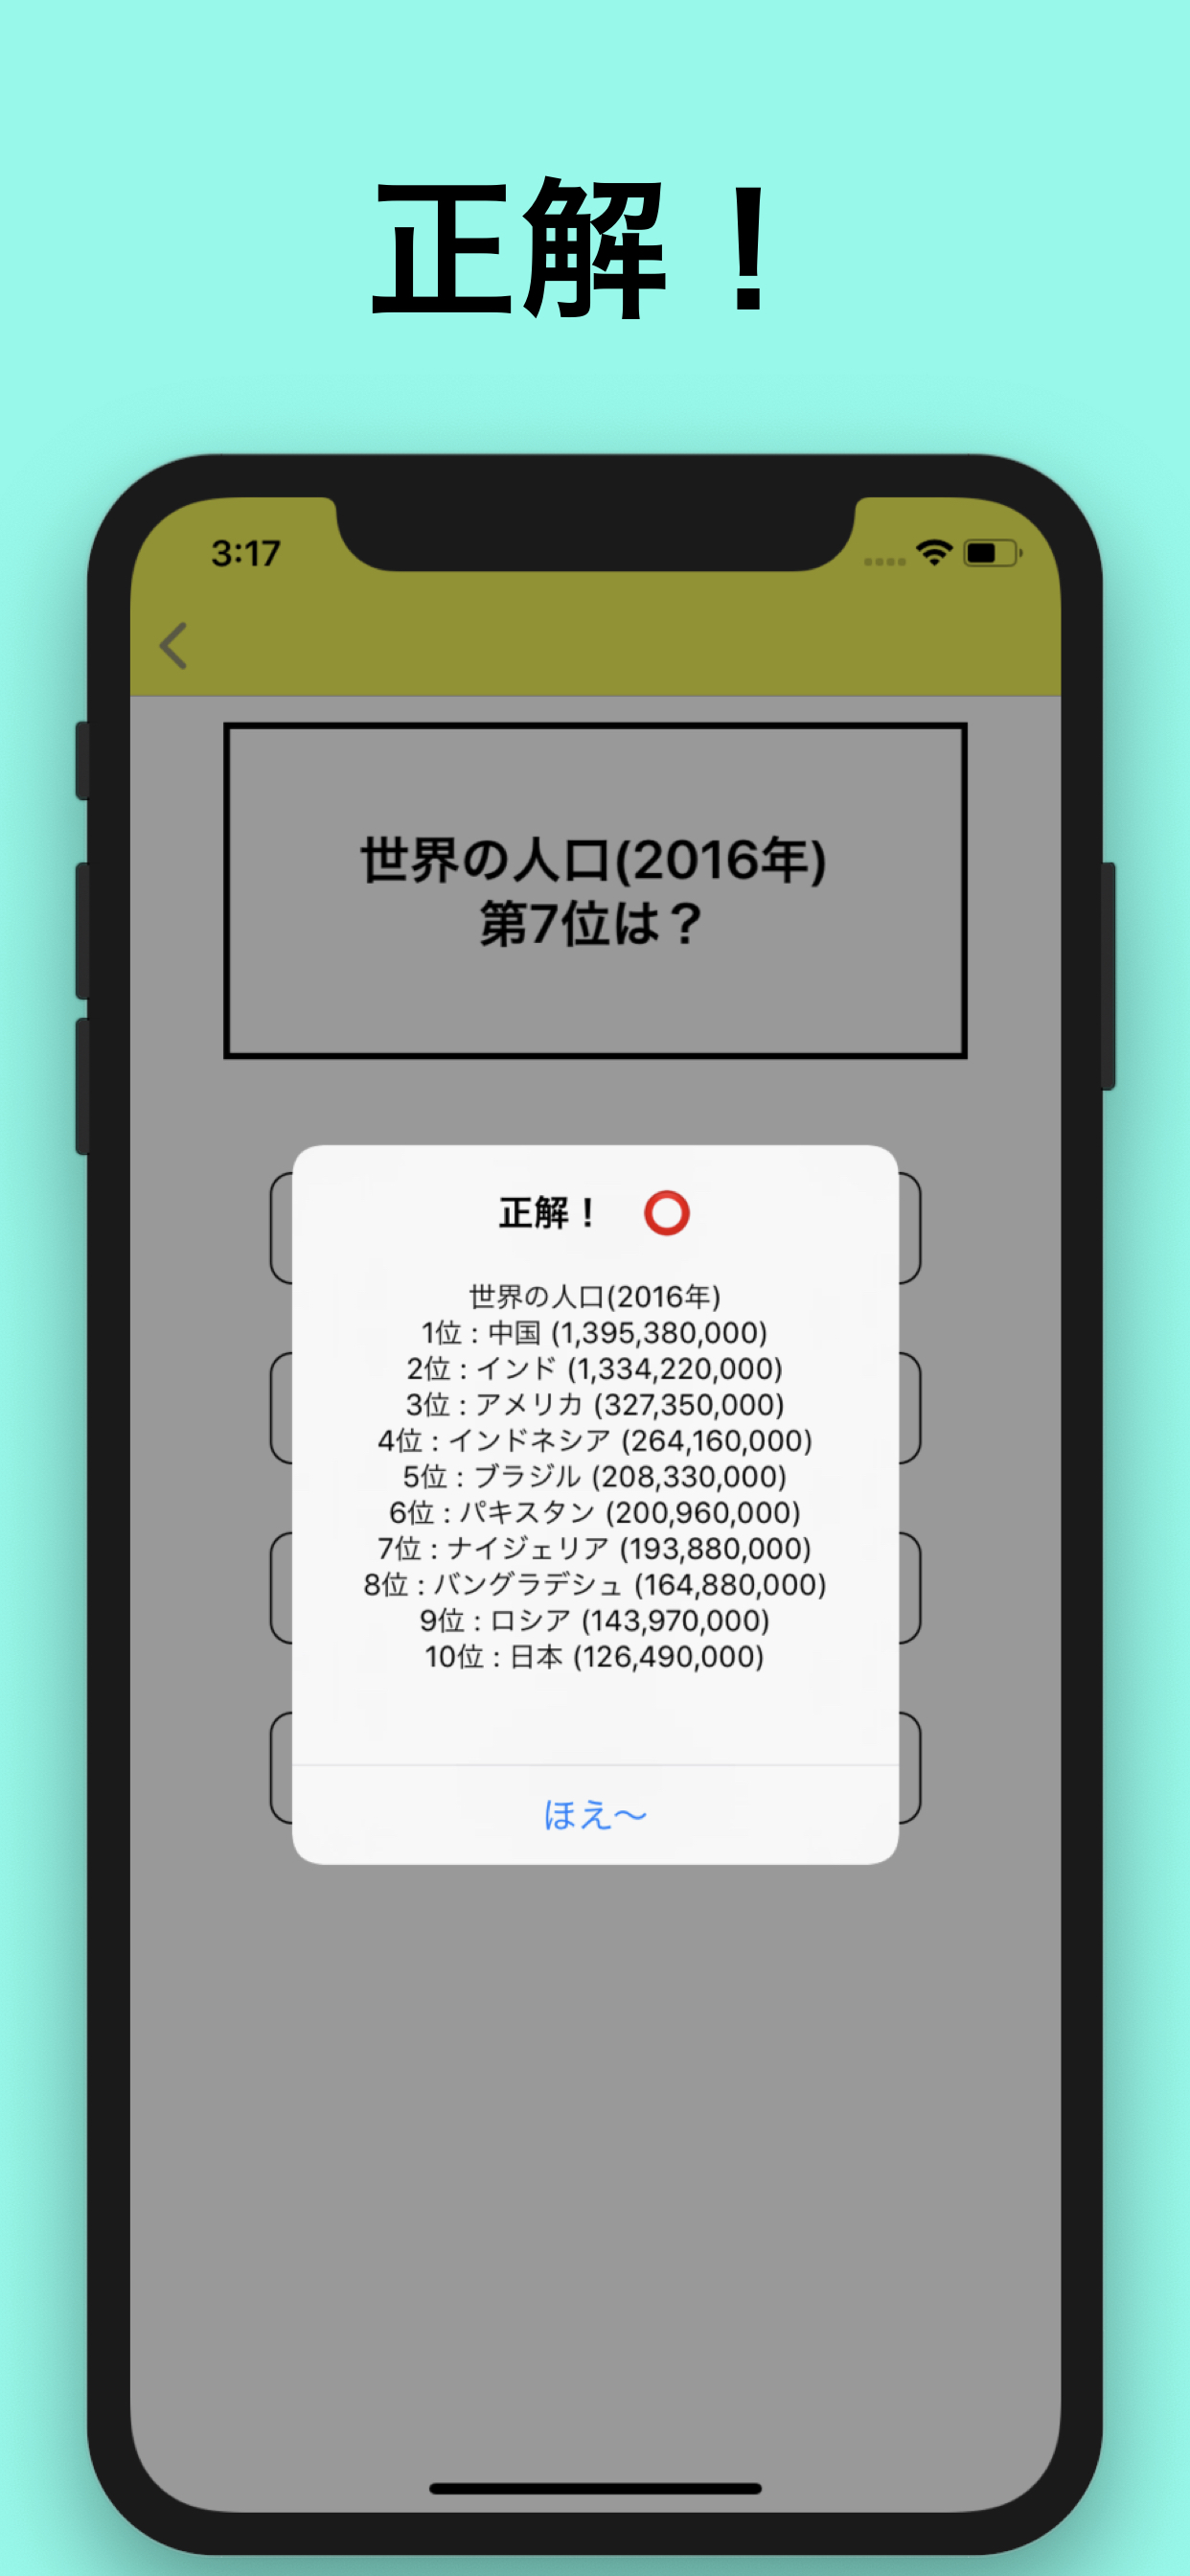 正解！
3:17
世界の人口(2016年)
第7位は？
正解！ ⭕
世界の人口(2016年)
1位 : 中国 (1,395,380,000)
2位 : インド (1,334,220,000)
3位 : アメリカ (327,350,000)
4位 : インドネシア (264,160,000)
5位 : ブラジル (208,330,000)
6位 : パキスタン (200,960,000)
7位 : ナイジェリア (193,880,000)
8位 : バングラデシュ (164,880,000)
9位 : ロシア (143,970,000)
10位 : 日本 (126,490,000)
ほえ〜